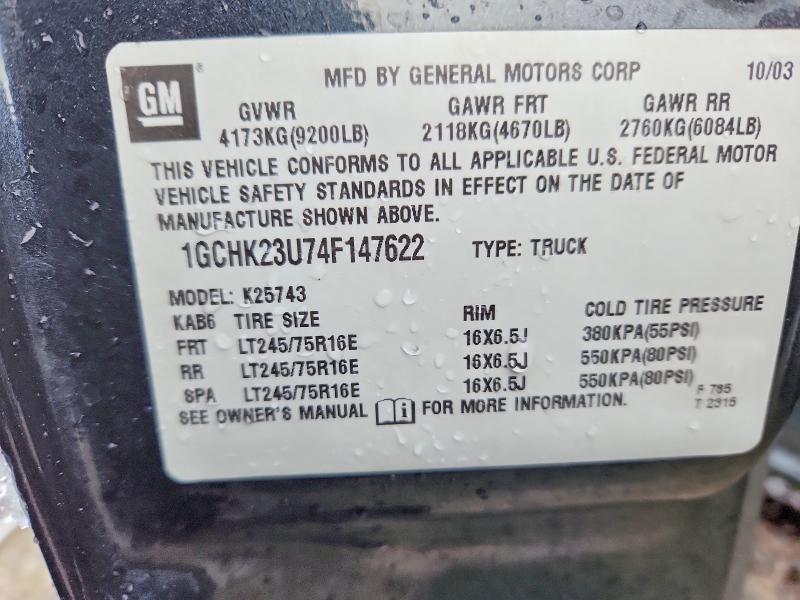 GM
MFD BY GENERAL MOTORS CORP 10/03
GVWR GAWR FRT GAWR RR
4173KG(9200LB) 2118KG(4670LB) 2760KG(6084LB)
THIS VEHICLE CONFORMS TO ALL APPLICABLE U.S. FEDERAL MOTOR
VEHICLE SAFETY STANDARDS IN EFFECT ON THE DATE OF
MANUFACTURE SHOWN ABOVE.
1GCHK23U74F147622 TYPE: TRUCK
MODEL: K25743
KAB6 TIRE SIZE RIM COLD TIRE PRESSURE
FRT LT245/75R16E 16X6.5J 380KPA(55PSI)
RR LT245/75R16E 16X6.5J 550KPA(80PSI)
SPA LT245/75R16E 16X6.5J 550KPA(80PSI)
SEE OWNER'S MANUAL i FOR MORE INFORMATION.
F 785
T 2315